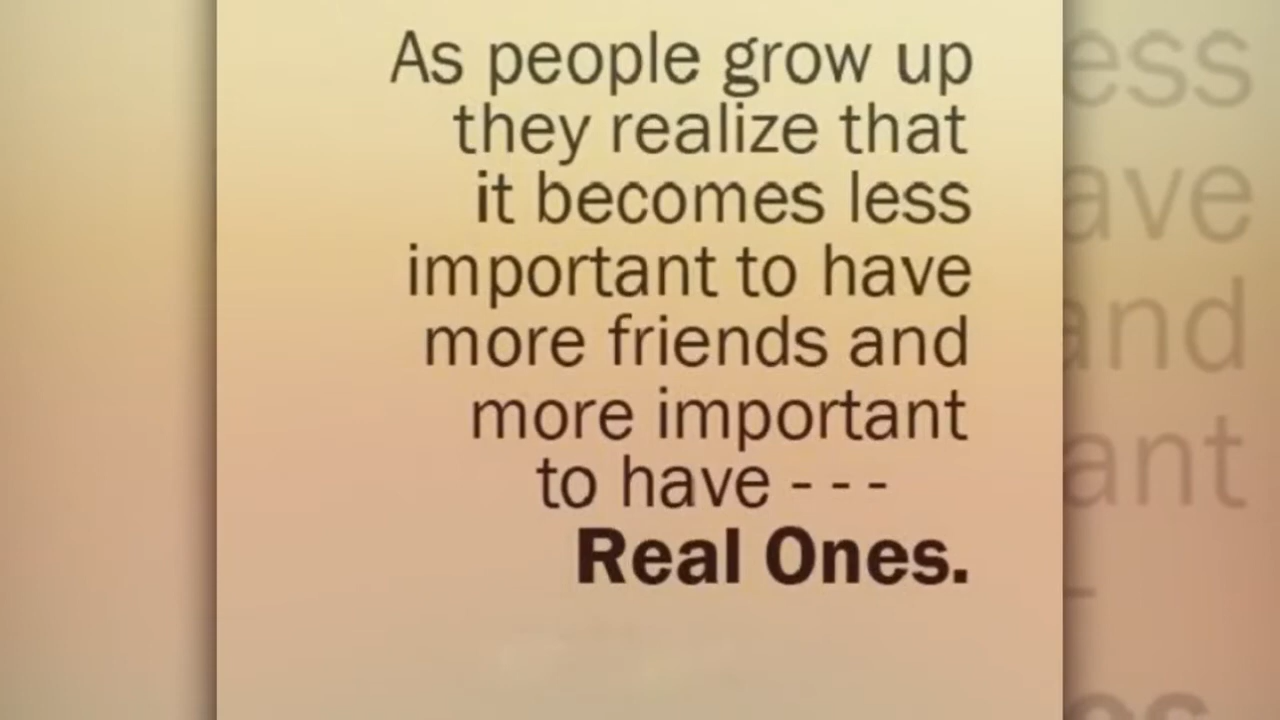 As people grow up
they realize that
it becomes less
important to have
more friends and
more important
to have - - -
Real Ones.